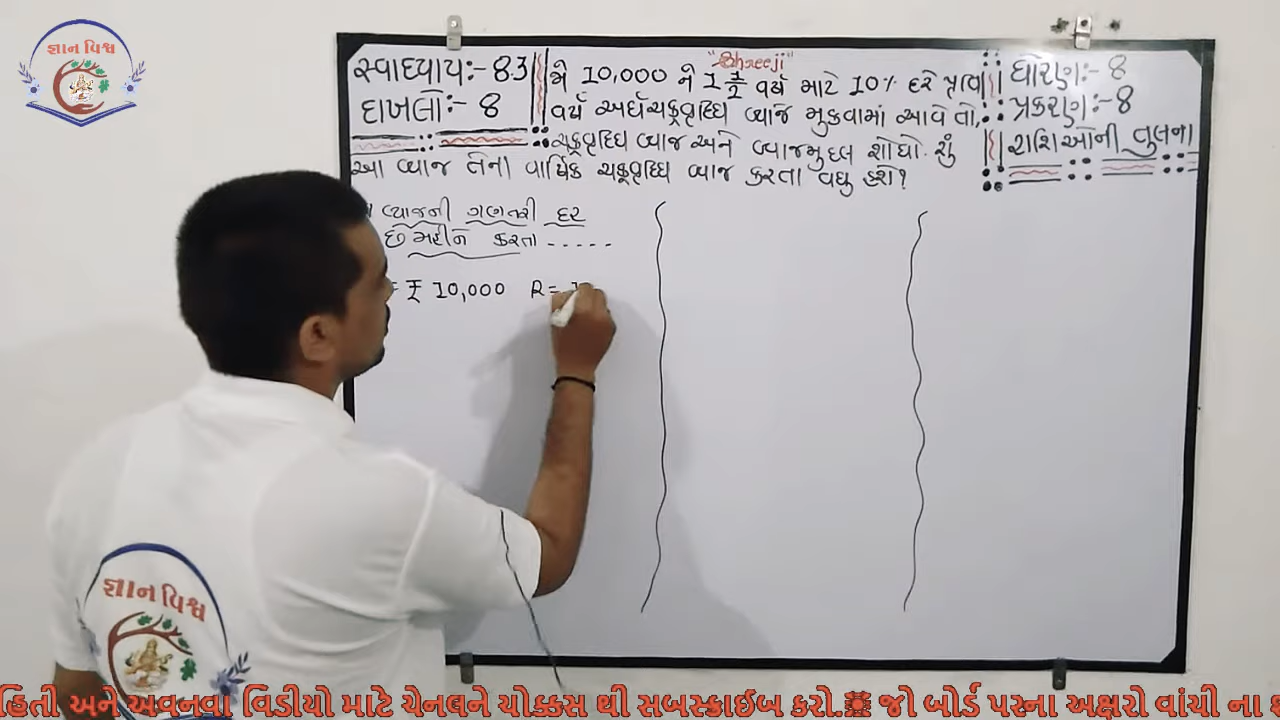 જ્ઞાન વિશ્વ
સ્વાધ્યાય:- 8.3
દાખલો:- 8
"Shreeji"
જો 10,000 ને 1 1/2 વર્ષ માટે 10% દરે પ્રતિ
વર્ષ અર્ધચક્રવૃદ્ધિ વ્યાજે મુકવામાં આવે તો,
ચક્રવૃદ્ધિ વ્યાજ અને વ્યાજમુદ્દલ શોધો. શું
આ વ્યાજ તેના વાર્ષિક ચક્રવૃદ્ધિ વ્યાજ કરતા વધુ હશે?
ધોરણ:- 8
પ્રકરણ:- 8
રાશિઓની તુલના
વ્યાજની ગણતરી દર
છ મહીને કરતા -----
= ₹ 10,000 R =
જ્ઞાન વિશ્વ
હિતી અને અવનવા વિડીયો માટે ચેનલને ચોક્કસ થી સબસ્ક્રાઈબ કરો. જો બોર્ડ પરના અક્ષરો વાંચી ના